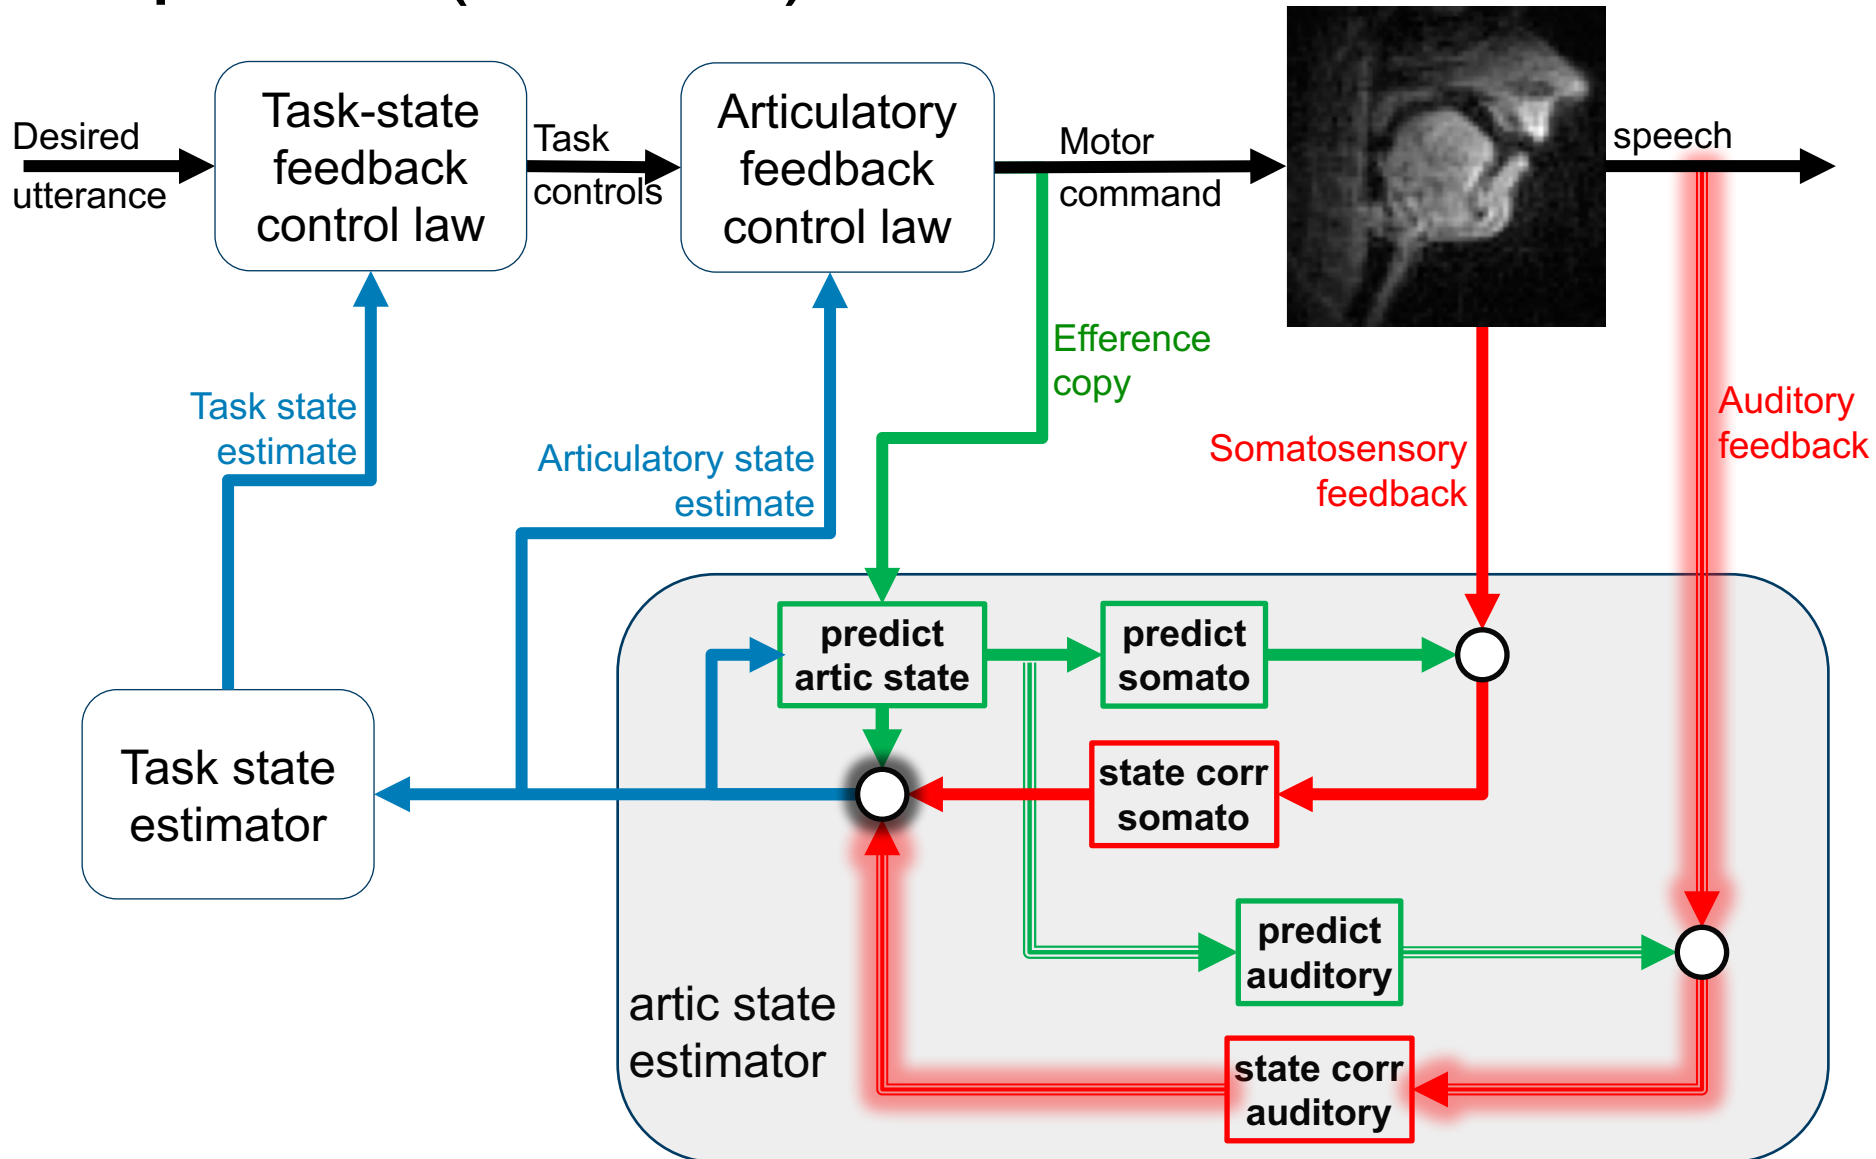 Task-state
feedback
control law
Articulatory
feedback
control law
Desired
utterance
Task
controls
Motor
command
speech
Efference
copy
Task state
estimate
Articulatory state
estimate
Somatosensory
feedback
Auditory
feedback
predict
artic state
predict
somato
Task state
estimator
state corr
somato
predict
auditory
artic state
estimator
state corr
auditory